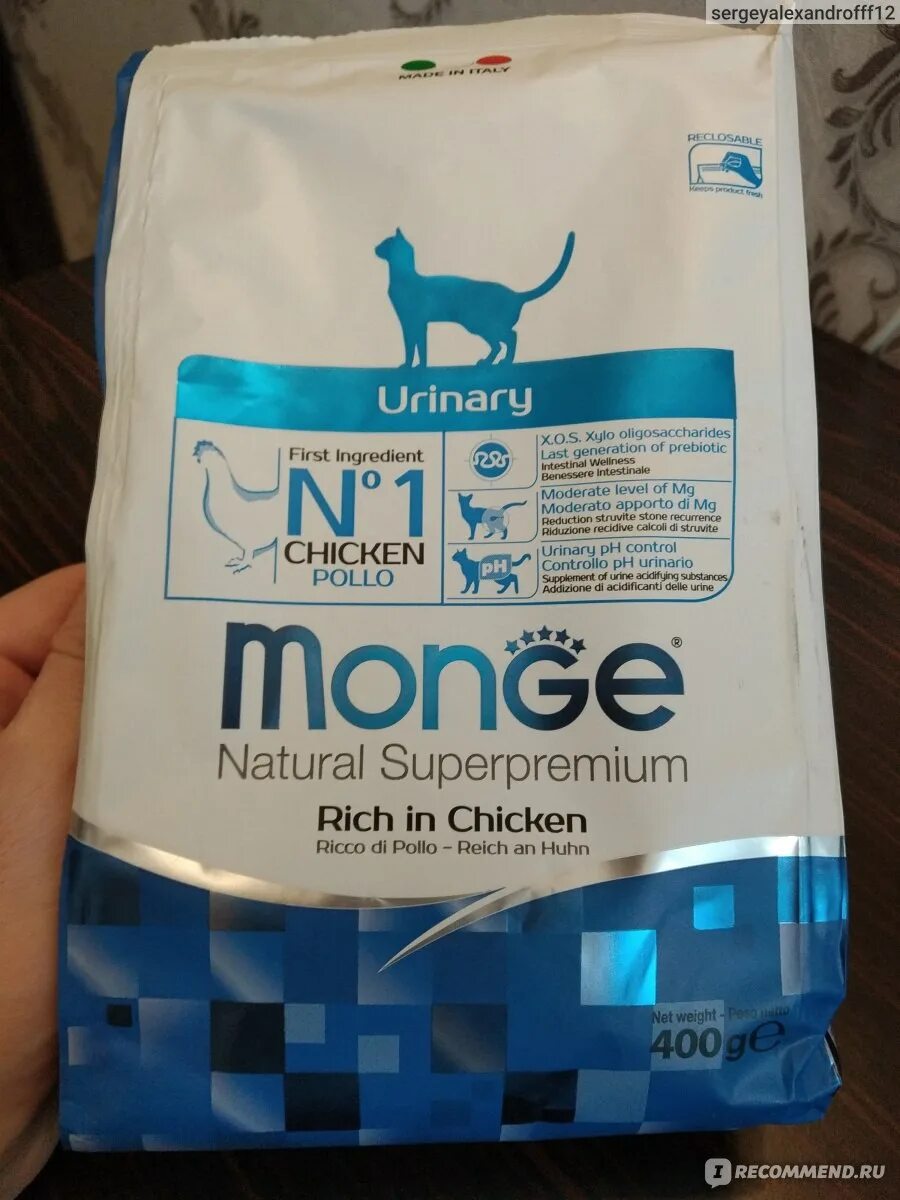 sergeyalexandrofff12
MADE IN ITALY
RECLOSABLE
Keeps product fresh
Urinary
First Ingredient
N°1
CHICKEN
POLLO
X.O.S. Xylo oligosaccharides
Last generation of prebiotic
Intestinal Wellness
Benessere intestinale
Moderate level of Mg
Moderato apporto di Mg
Reduction struvite stone recurrence
Riduzione recidive calcoli di struvite
pH
Urinary pH control
Controllo pH urinario
Supplement of urine acidifying substances
Addizione di acidificanti delle urine
monGe®
Natural Superpremium
Rich in Chicken
Ricco di Pollo - Reich an Huhn
Net weight - Peso netto
400g e
I RECOMMEND.RU